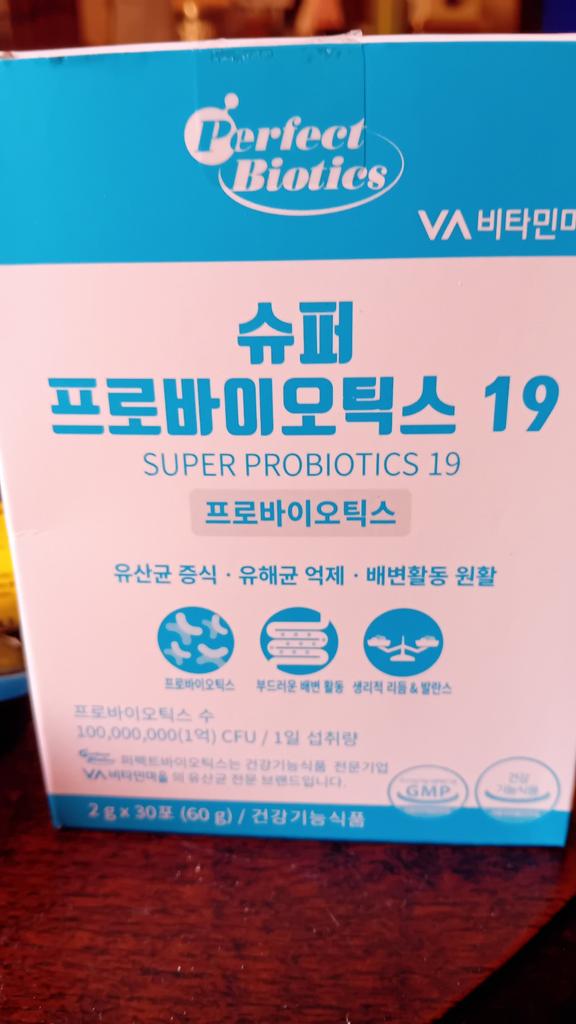 Perfect
Biotics
VA 비타민마
슈퍼
프로바이오틱스 19
SUPER PROBIOTICS 19
프로바이오틱스
유산균 증식 · 유해균 억제 · 배변활동 원활
프로바이오틱스 부드러운 배변 활동 생리적 리듬 & 발란스
프로바이오틱스 수
100,000,000(1억) CFU / 1일 섭취량
Perfect Biotics 퍼펙트바이오틱스는 건강기능식품 전문기업
VA 비타민마을 의 유산균 전문 브랜드입니다.
GMP
건강
기능식품
2 g x 30포 (60 g) / 건강기능식품